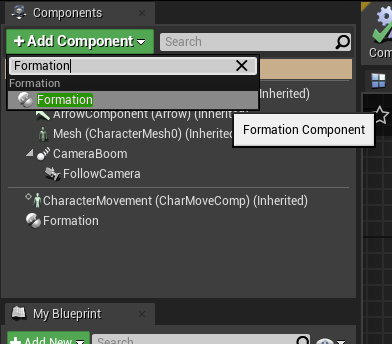 Components
+ Add Component
Search
Com
Formation
Formation
Formation
Inherited)
ArrowComponent (Arrow) (Inherited)
Formation Component
Mesh (CharacterMesh0) (Inherite
CameraBoom
FollowCamera
CharacterMovement (CharMoveComp) (Inherited)
Formation
My Blueprint
+ Add New
Search